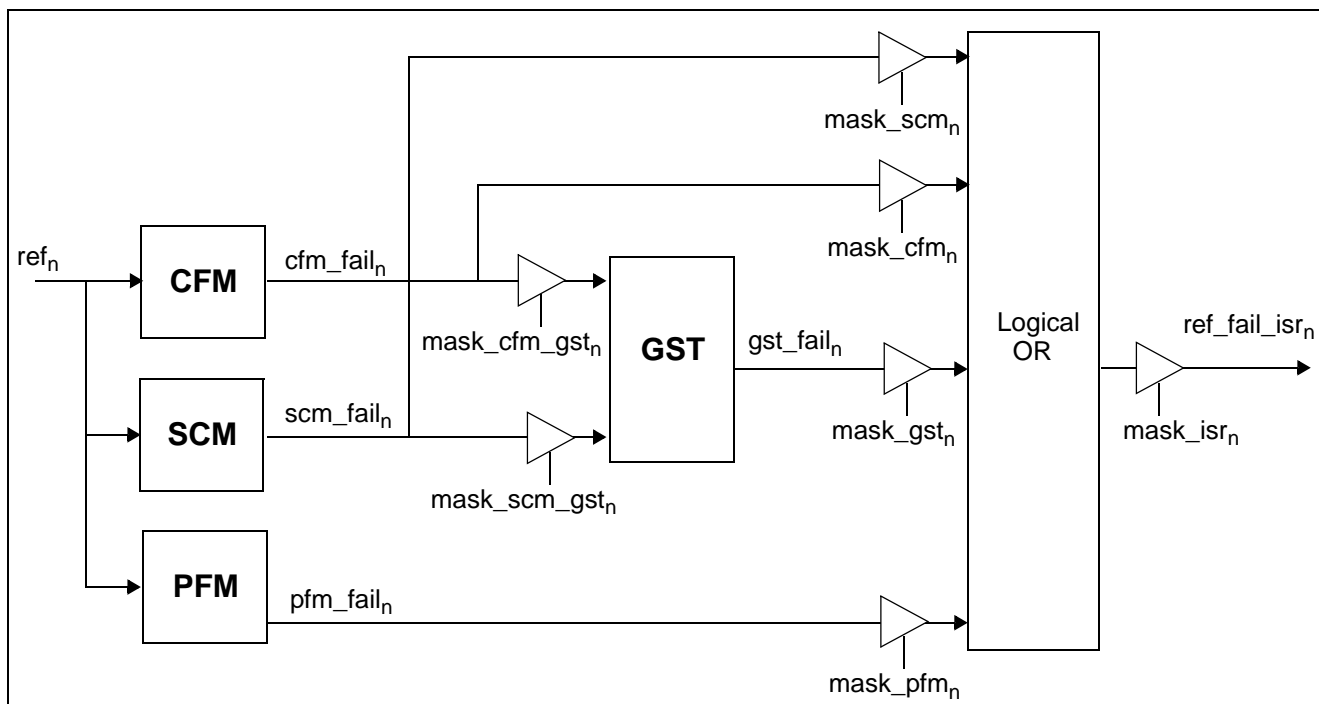 mask_scmn
mask_cfmn
refn
CFM
cfm_failn
mask_cfm_gstn
GST
gst_failn
mask_gstn
Logical
OR
ref_fail_isrn
mask_isrn
SCM
scm_failn
mask_scm_gstn
PFM
pfm_failn
mask_pfmn